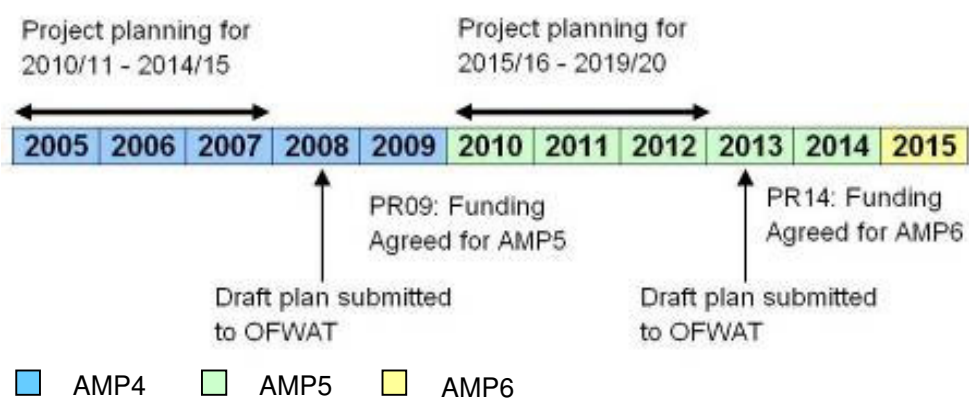 Project planning for
2010/11 - 2014/15
Project planning for
2015/16 - 2019/20
2005 2006 2007 2008 2009 2010 2011 2012 2013 2014 2015
PR09: Funding
Agreed for AMP5
PR14: Funding
Agreed for AMP6
Draft plan submitted
to OFWAT
Draft plan submitted
to OFWAT
AMP4 AMP5 AMP6